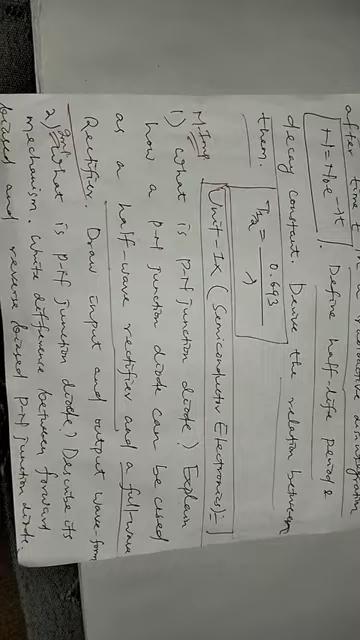 after time t
N = N0e-λt. Define half-life period &
decay constant. Derive the relation between
them. T½ = 0.693 / λ
Unit-IX (Semiconductor Electronics):-
M.Imp
1) What is p-N junction diode? Explain
how a p-N junction diode can be used
as a half-wave rectifier and a full-wave
Rectifier. Draw input and output wave form
2) What is p-N junction diode? Describe its
mechanism. Write difference between forward
biased and reverse biased p-N junction diode.